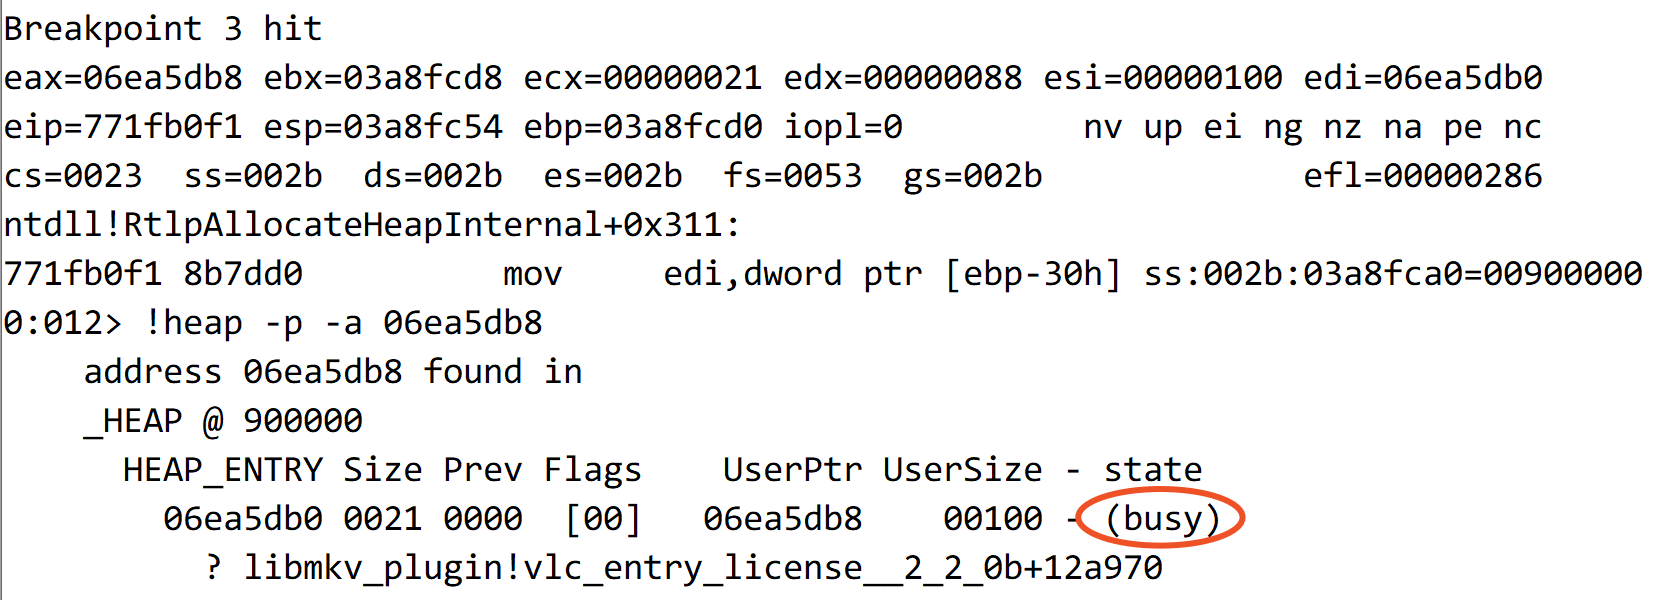 Breakpoint 3 hit
eax=06ea5db8 ebx=03a8fcd8 ecx=00000021 edx=00000088 esi=00000100 edi=06ea5db0
eip=771fb0f1 esp=03a8fc54 ebp=03a8fcd0 iopl=0         nv up ei ng nz na pe nc
cs=0023  ss=002b  ds=002b  es=002b  fs=0053  gs=002b             efl=00000286
ntdll!RtlpAllocateHeapInternal+0x311:
771fb0f1 8b7dd0          mov     edi,dword ptr [ebp-30h] ss:002b:03a8fca0=00900000
0:012> !heap -p -a 06ea5db8
    address 06ea5db8 found in
    _HEAP @ 900000
      HEAP_ENTRY Size Prev Flags    UserPtr UserSize - state
        06ea5db0 0021 0000  [00]   06ea5db8    00100 - (busy)
          ? libmkv_plugin!vlc_entry_license__2_2_0b+12a970